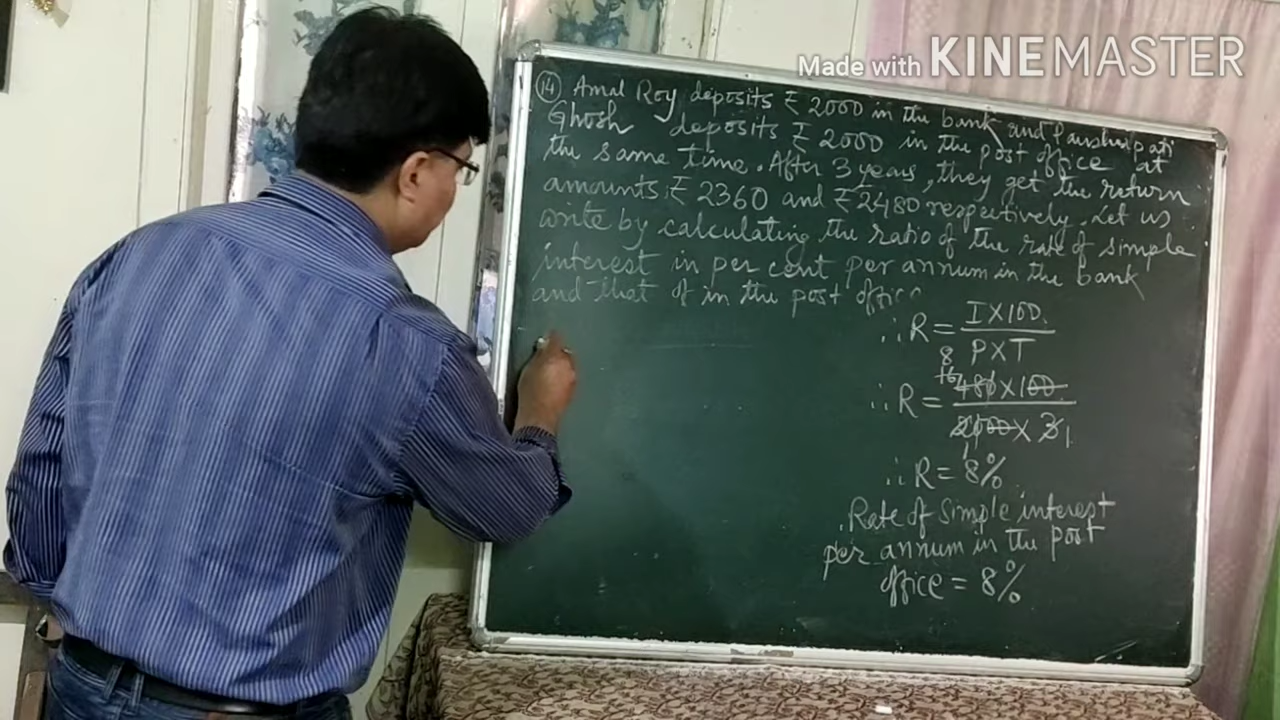 Made with KINEMASTER
(14) Amal Roy deposits ₹ 2000 in the bank and Pashupati
Ghosh deposits ₹ 2000 in the post office at
the same time. After 3 years, they get the return
amounts ₹ 2360 and ₹ 2480 respectively. Let us
write by calculating the ratio of the rate of simple
interest in per cent per annum in the bank
and that of in the post office
∴ R = I X 100 / P X T
∴ R = 480 X 100 / 2000 X 3
8 16
1 1
∴ R = 8%
Rate of simple interest
per annum in the post
office = 8%